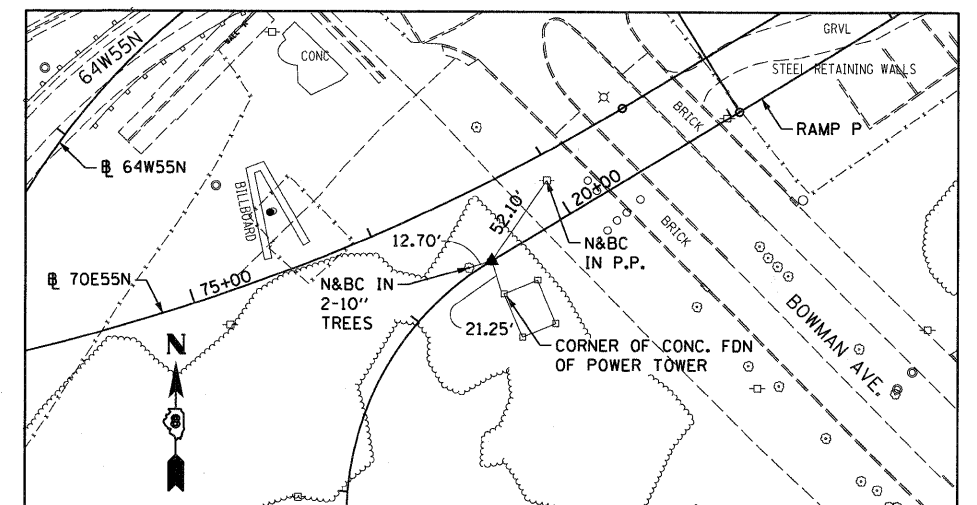 64W55N
WALL
CONC
GRVL
STEEL RETAINING WALLS
BRICK
RAMP P
℄ 64W55N
BILLBOARD
52.10'
20+00
12.70'
N&BC
IN P.P.
BRICK
℄ 70E55N
75+00
N&BC IN
2-10"
TREES
21.25'
CORNER OF CONC. FDN
OF POWER TOWER
BOWMAN AVE.
N
8